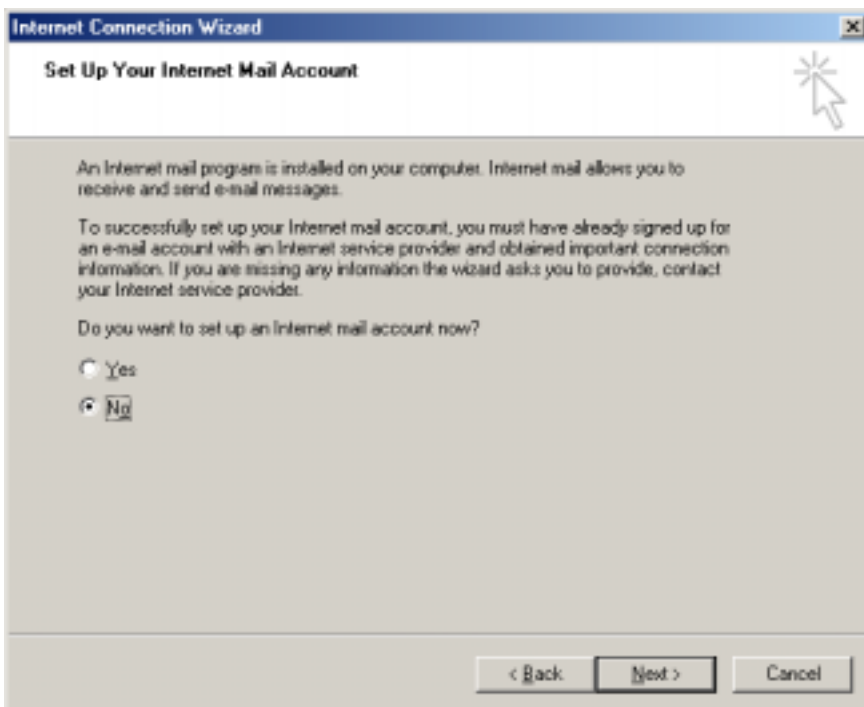 Internet Connection Wizard
Set Up Your Internet Mail Account
An Internet mail program is installed on your computer. Internet mail allows you to
receive and send e-mail messages.
To successfully set up your Internet mail account, you must have already signed up for
an e-mail account with an Internet service provider and obtained important connection
information. If you are missing any information the wizard asks you to provide, contact
your Internet service provider.
Do you want to set up an Internet mail account now?
Yes
No
< Back Next > Cancel